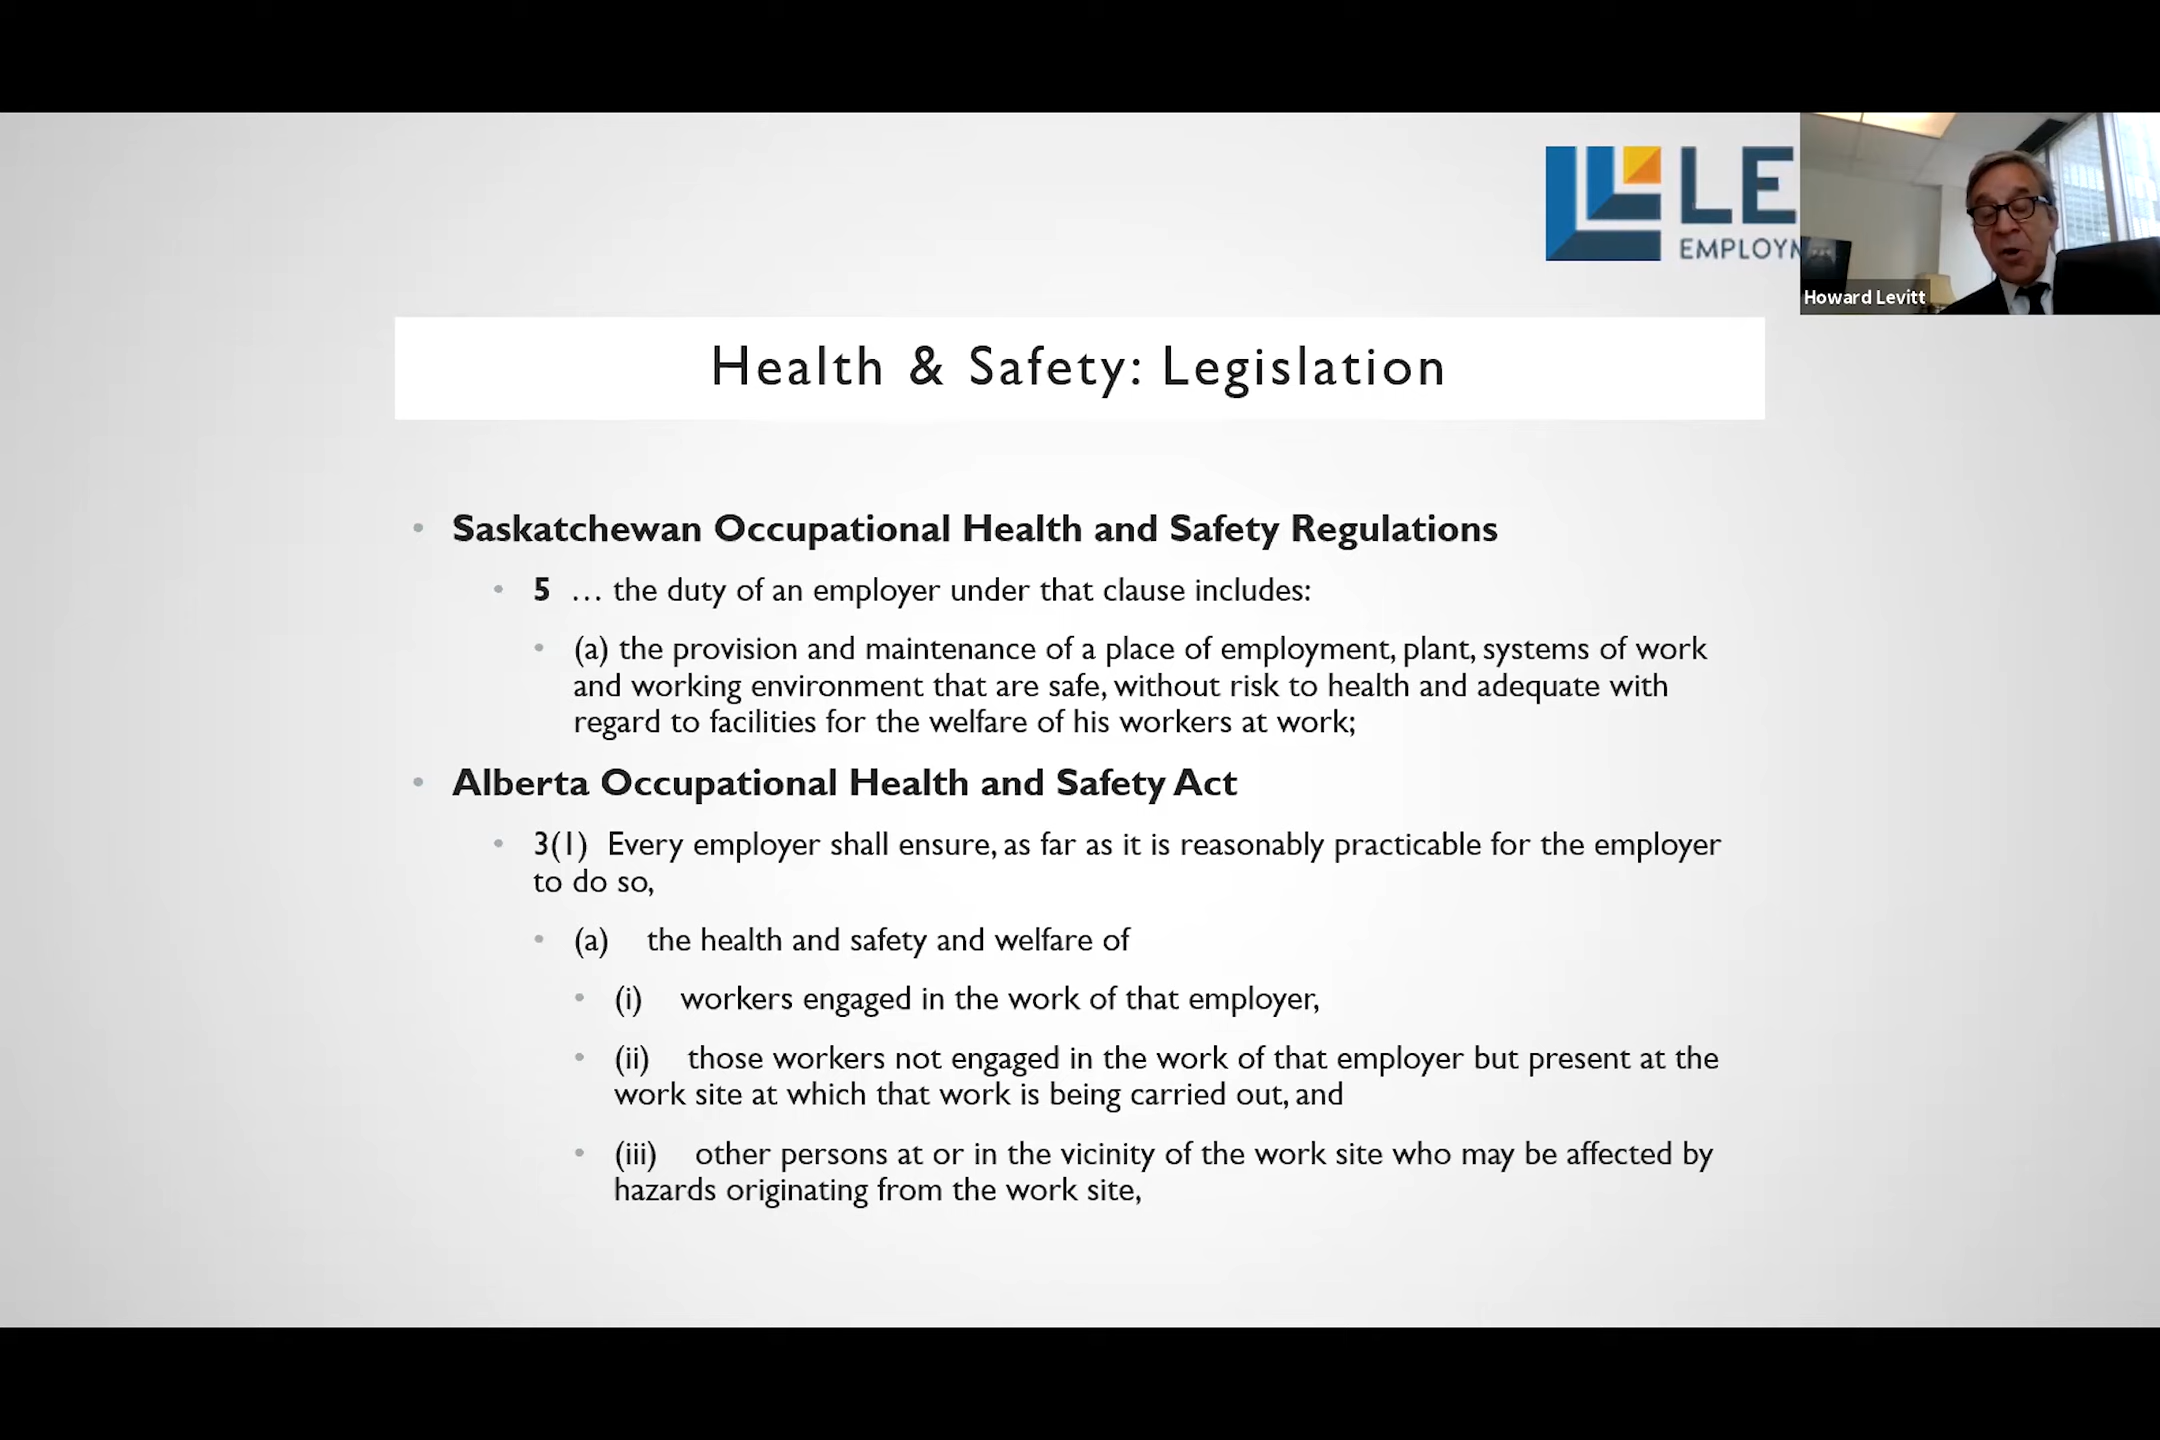 LE
EMPLOYM
Howard Levitt
Health & Safety: Legislation
• Saskatchewan Occupational Health and Safety Regulations
• 5 … the duty of an employer under that clause includes:
• (a) the provision and maintenance of a place of employment, plant, systems of work
and working environment that are safe, without risk to health and adequate with
regard to facilities for the welfare of his workers at work;
• Alberta Occupational Health and Safety Act
• 3(1) Every employer shall ensure, as far as it is reasonably practicable for the employer
to do so,
• (a) the health and safety and welfare of
• (i) workers engaged in the work of that employer,
• (ii) those workers not engaged in the work of that employer but present at the
work site at which that work is being carried out, and
• (iii) other persons at or in the vicinity of the work site who may be affected by
hazards originating from the work site,